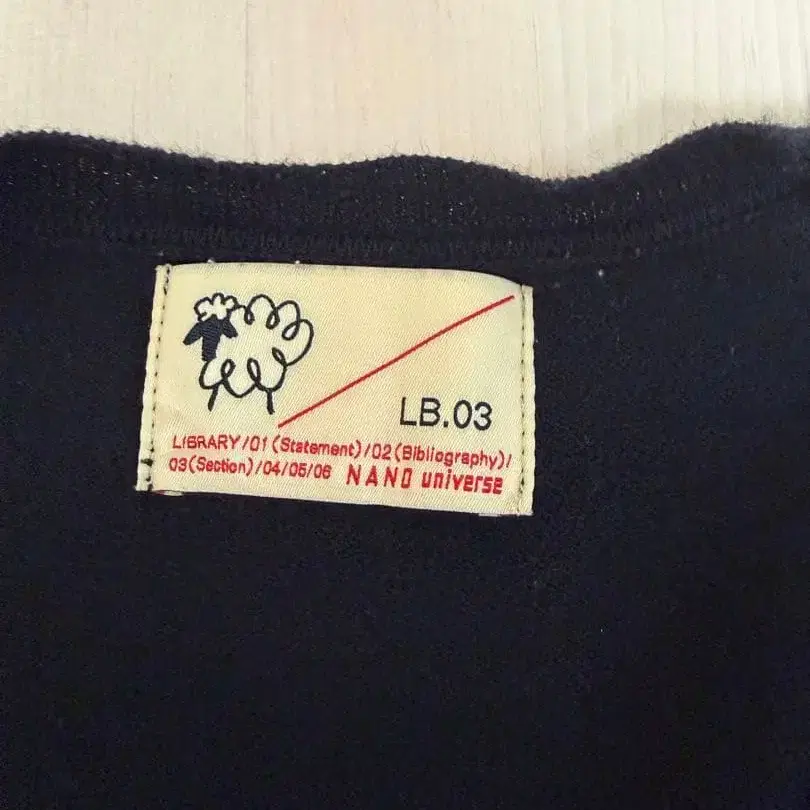 LB.03
LIBRARY/01(Statement)/02(Bibliography)/
03(Section)/04/05/06 NANO universe